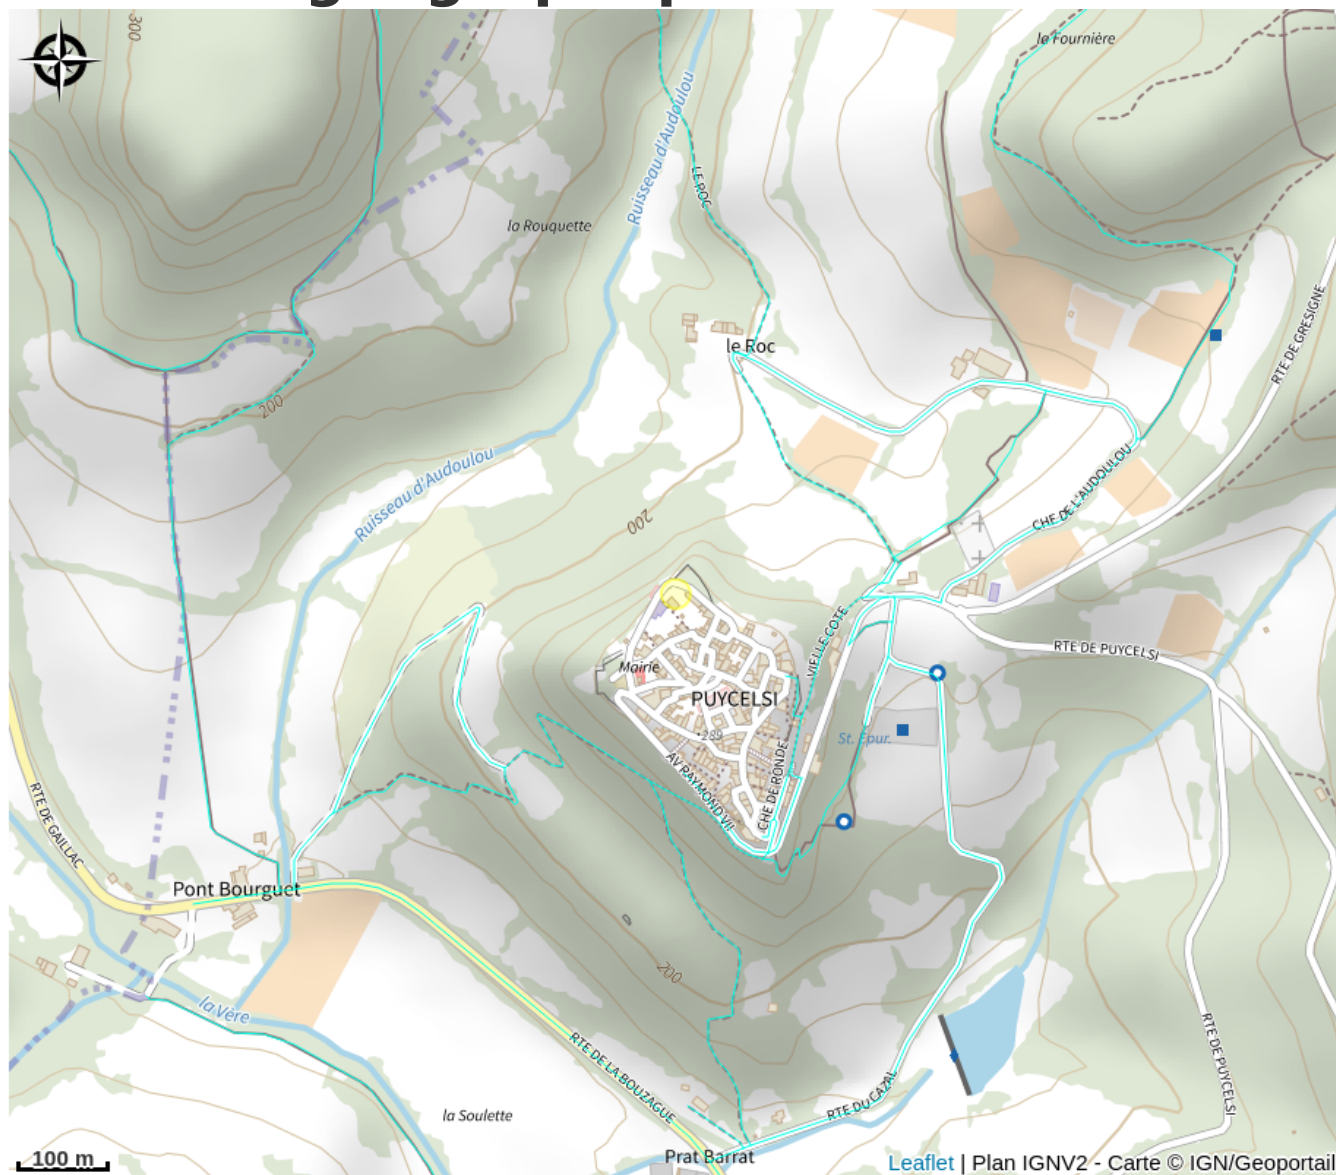 300
la Fournière
Ruisseau d'Audoulou
LE ROC
la Rouquette
RTE DE GRESIGNE
le Roc
200
CHE DE L'AUDOULOU
Ruisseau d'Audoulou
200
VIELLE COTE
RTE DE PUYCELSI
Mairie
PUYCELSI
289
St. Epur.
AV RAYMOND VII
CHE DE RONDE
RTE DE GAILLAC
Pont Bourguet
200
la Vère
RTE DE LA BOUZAGUE
RTE DE PUYCELSI
RTE DU CAZAL
la Soulette
Prat Barrat
100 m
Leaflet | Plan IGNV2 - Carte © IGN/Geoportail